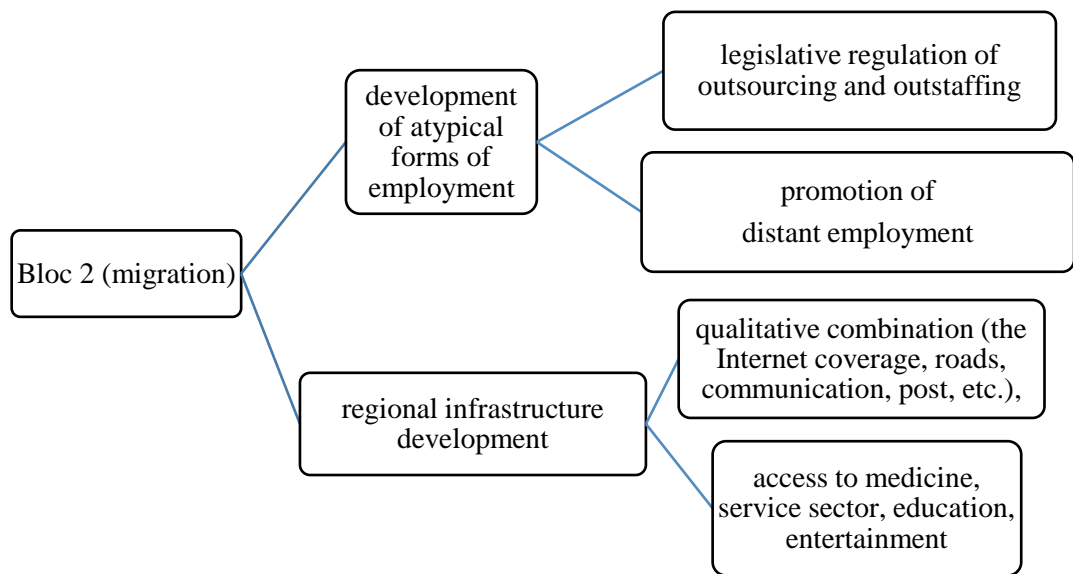 Bloc 2 (migration)
development
of atypical
forms of
employment
legislative regulation of
outsourcing and outstaffing
promotion of
distant employment
regional infrastructure
development
qualitative combination (the
Internet coverage, roads,
communication, post, etc.),
access to medicine,
service sector, education,
entertainment